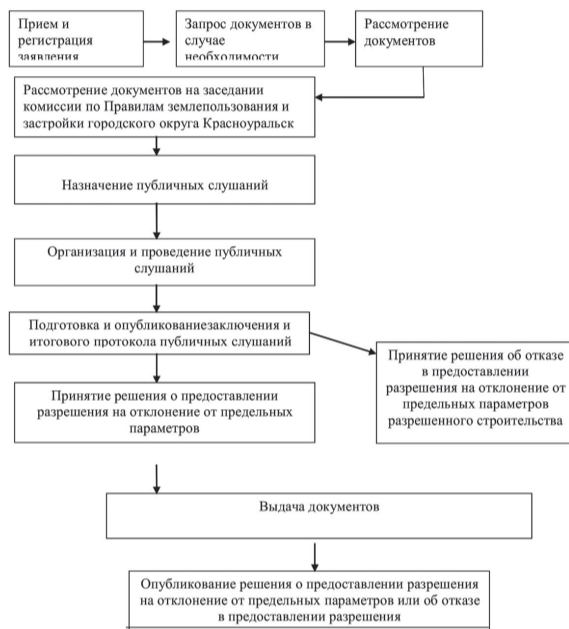 Прием и
регистрация
заявления
Запрос документов в
случае
необходимости
Рассмотрение
документов
Рассмотрение документов на заседании
комиссии по Правилам землепользования и
застройки городского округа Красноуральск
Назначение публичных слушаний
Организация и проведение публичных
слушаний
Подготовка и опубликованиезаключения и
итогового протокола публичных слушаний
Принятие решения об отказе
в предоставлении
разрешения на отклонение от
предельных параметров
разрешенного строительства
Принятие решения о предоставлении
разрешения на отклонение от предельных
параметров
Выдача документов
Опубликование решения о предоставлении разрешения
на отклонение от предельных параметров или об отказе
в предоставлении разрешения